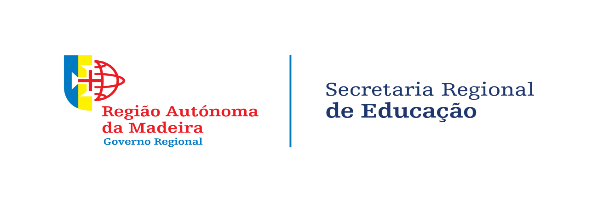 Região Autónoma
da Madeira
Governo Regional
Secretaria Regional
de Educação